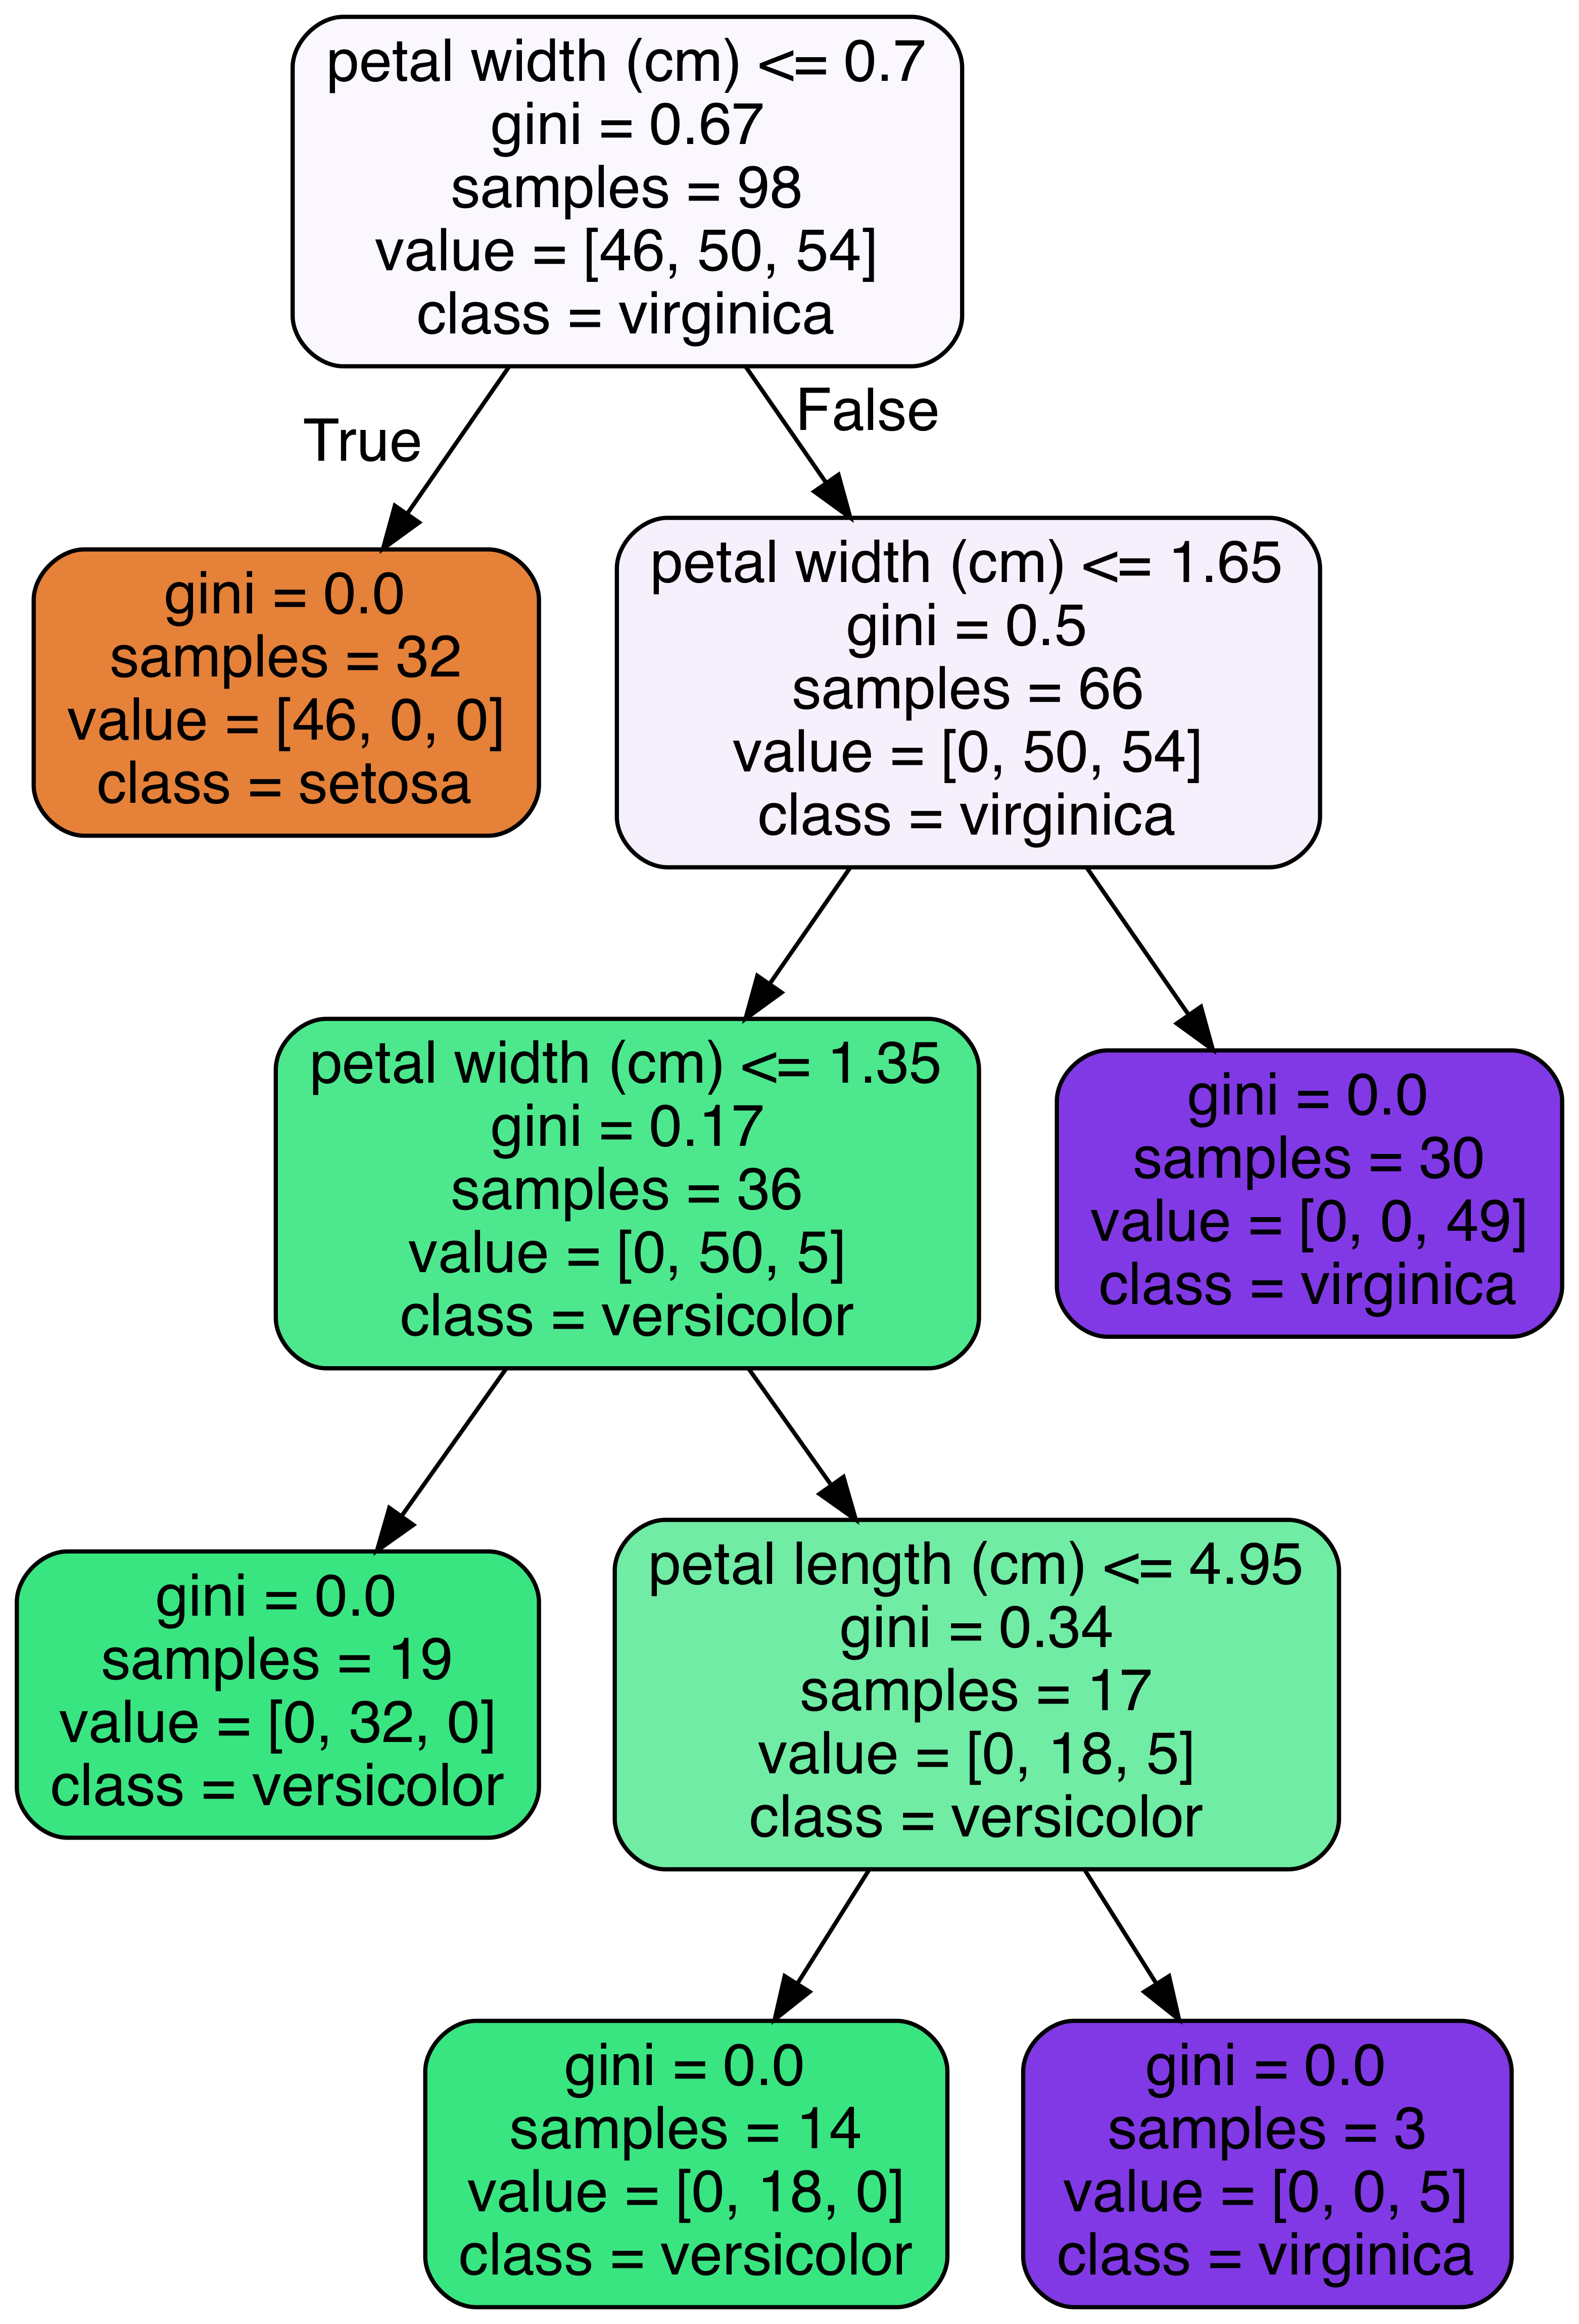 petal width (cm) <= 0.7
gini = 0.67
samples = 98
value = [46, 50, 54]
class = virginica
True
False
gini = 0.0
samples = 32
value = [46, 0, 0]
class = setosa
petal width (cm) <= 1.65
gini = 0.5
samples = 66
value = [0, 50, 54]
class = virginica
petal width (cm) <= 1.35
gini = 0.17
samples = 36
value = [0, 50, 5]
class = versicolor
gini = 0.0
samples = 30
value = [0, 0, 49]
class = virginica
gini = 0.0
samples = 19
value = [0, 32, 0]
class = versicolor
petal length (cm) <= 4.95
gini = 0.34
samples = 17
value = [0, 18, 5]
class = versicolor
gini = 0.0
samples = 14
value = [0, 18, 0]
class = versicolor
gini = 0.0
samples = 3
value = [0, 0, 5]
class = virginica